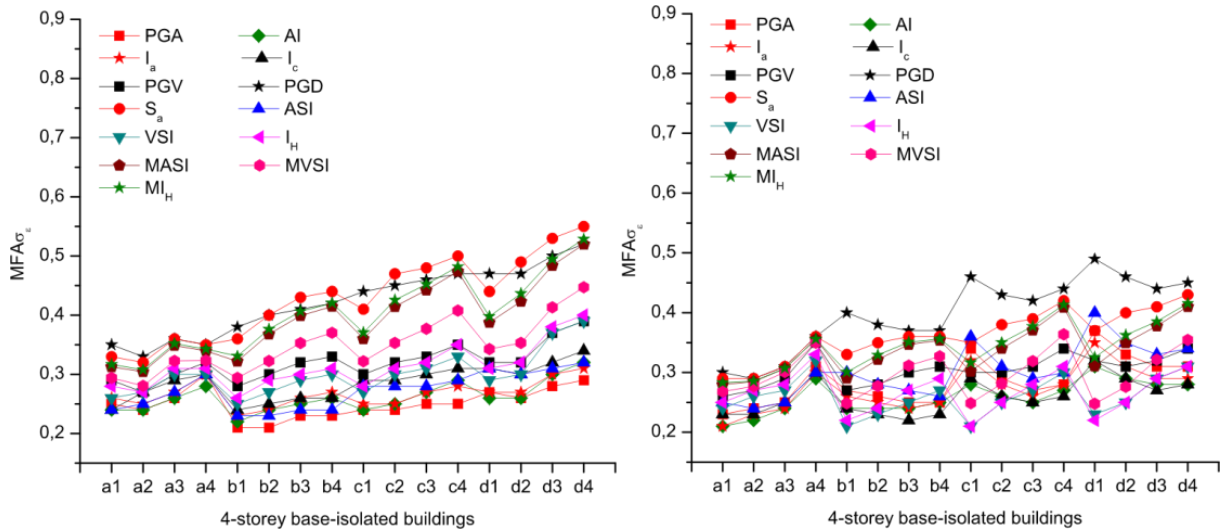 0,9
0,8
0,7
0,6
0,5
0,4
0,3
0,2
MFAσε
PGA AI
Ia Ic
PGV PGD
Sa ASI
VSI IH
MASI MVSI
MIH
a1 a2 a3 a4 b1 b2 b3 b4 c1 c2 c3 c4 d1 d2 d3 d4
4-storey base-isolated buildings
0,9
0,8
0,7
0,6
0,5
0,4
0,3
0,2
MFAσε
PGA AI
Ia Ic
PGV PGD
Sa ASI
VSI IH
MASI MVSI
MIH
a1 a2 a3 a4 b1 b2 b3 b4 c1 c2 c3 c4 d1 d2 d3 d4
4-storey base-isolated buildings